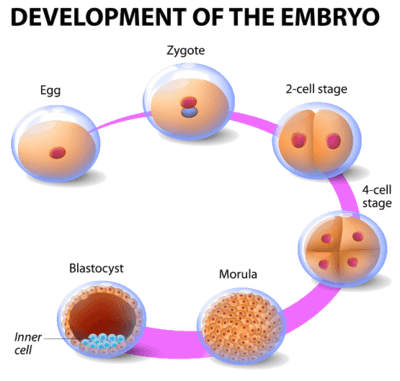 DEVELOPMENT OF THE EMBRYO
Zygote
Egg
2-cell stage
4-cell
stage
Blastocyst
Morula
Inner
cell